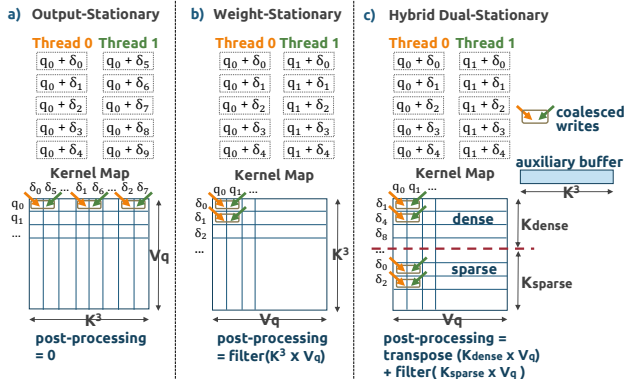 a) Output-Stationary
Thread 0 Thread 1
q₀ + δ₀ q₀ + δ₅
q₀ + δ₁ q₀ + δ₆
q₀ + δ₂ q₀ + δ₇
q₀ + δ₃ q₀ + δ₈
q₀ + δ₄ q₀ + δ₉
Kernel Map
δ₀ δ₅ ... δ₁ δ₆ ... δ₂ δ₇
q₀
q₁
...
Vq
K³
post-processing
= 0
b) Weight-Stationary
Thread 0 Thread 1
q₀ + δ₀ q₁ + δ₀
q₀ + δ₁ q₁ + δ₁
q₀ + δ₂ q₁ + δ₂
q₀ + δ₃ q₁ + δ₃
q₀ + δ₄ q₁ + δ₄
Kernel Map
q₀ q₁ ...
δ₀
δ₁
δ₂
...
K³
Vq
post-processing
= filter(K³ x Vq)
c) Hybrid Dual-Stationary
Thread 0 Thread 1
q₀ + δ₀ q₁ + δ₀
q₀ + δ₁ q₁ + δ₁
q₀ + δ₂ q₁ + δ₂
q₀ + δ₃ q₁ + δ₃
q₀ + δ₄ q₁ + δ₄
coalesced
writes
auxiliary buffer
K³
Kernel Map
q₀ q₁ ...
δ₁
δ₄ dense
δ₈
...
δ₀ sparse
δ₂
Kdense
Ksparse
Vq
post-processing =
transpose (Kdense x Vq)
+ filter( Ksparse x Vq )